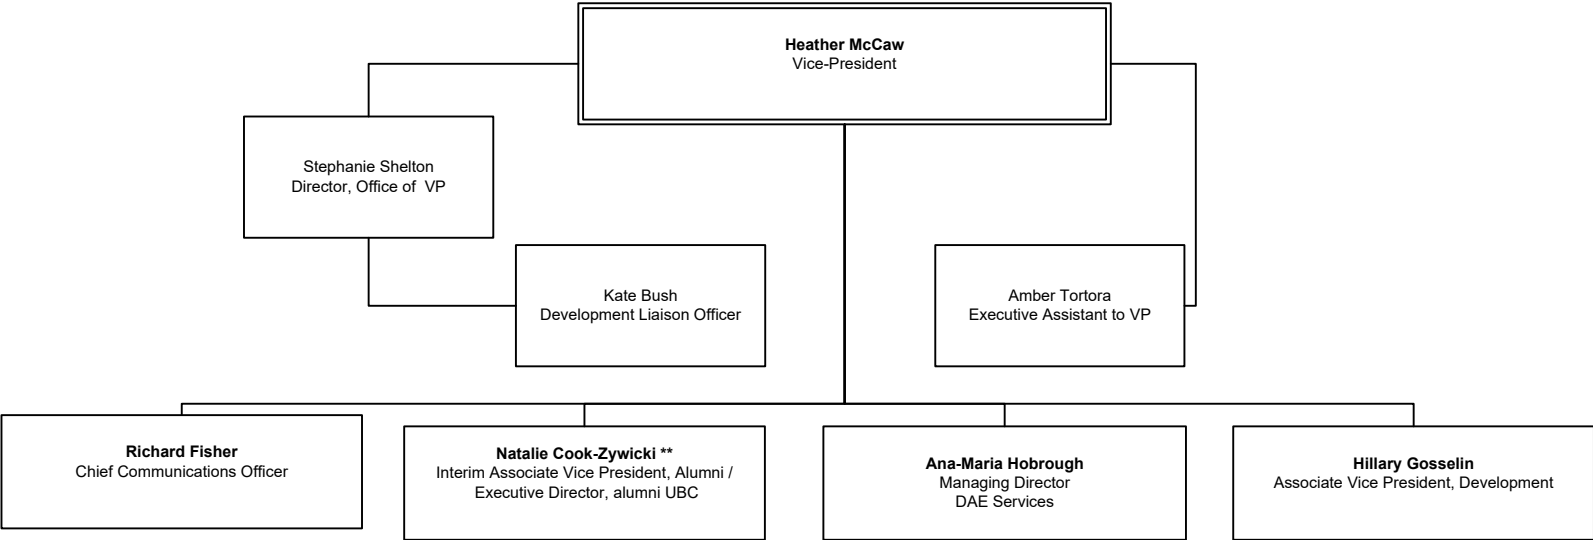 Heather McCaw
Vice-President
Stephanie Shelton
Director, Office of  VP
Kate Bush
Development Liaison Officer
Amber Tortora
Executive Assistant to VP
Richard Fisher
Chief Communications Officer
Natalie Cook-Zywicki **
Interim Associate Vice President, Alumni /
Executive Director, alumni UBC
Ana-Maria Hobrough
Managing Director
DAE Services
Hillary Gosselin
Associate Vice President, Development